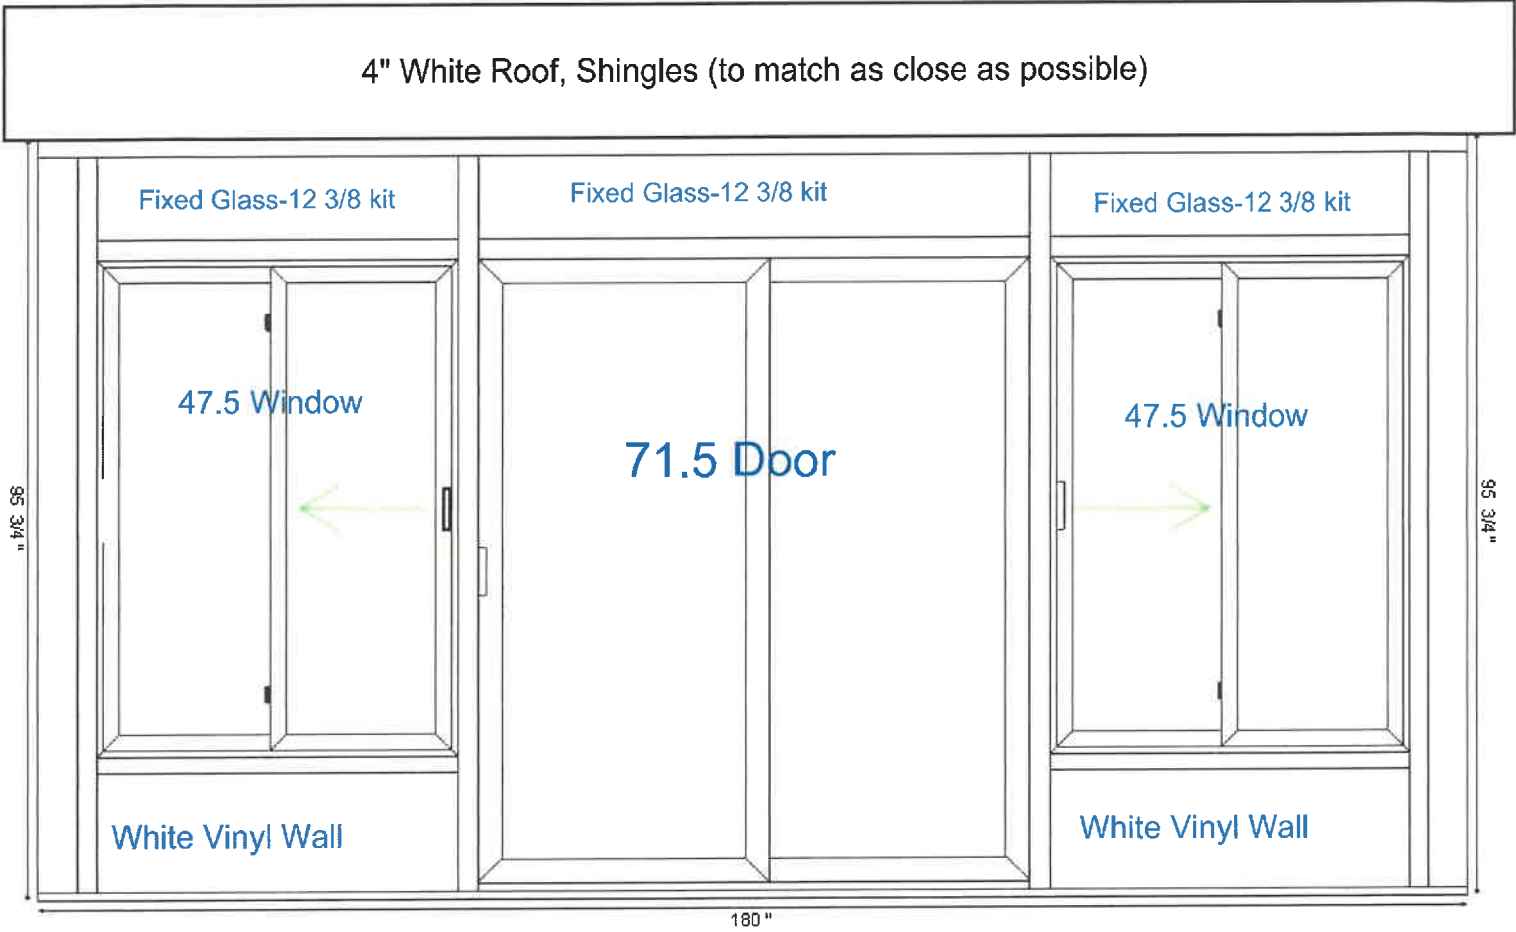 4" White Roof, Shingles (to match as close as possible)
Fixed Glass-12 3/8 kit
Fixed Glass-12 3/8 kit
Fixed Glass-12 3/8 kit
47.5 Window
71.5 Door
47.5 Window
95 3/4"
95 3/4"
White Vinyl Wall
White Vinyl Wall
180"